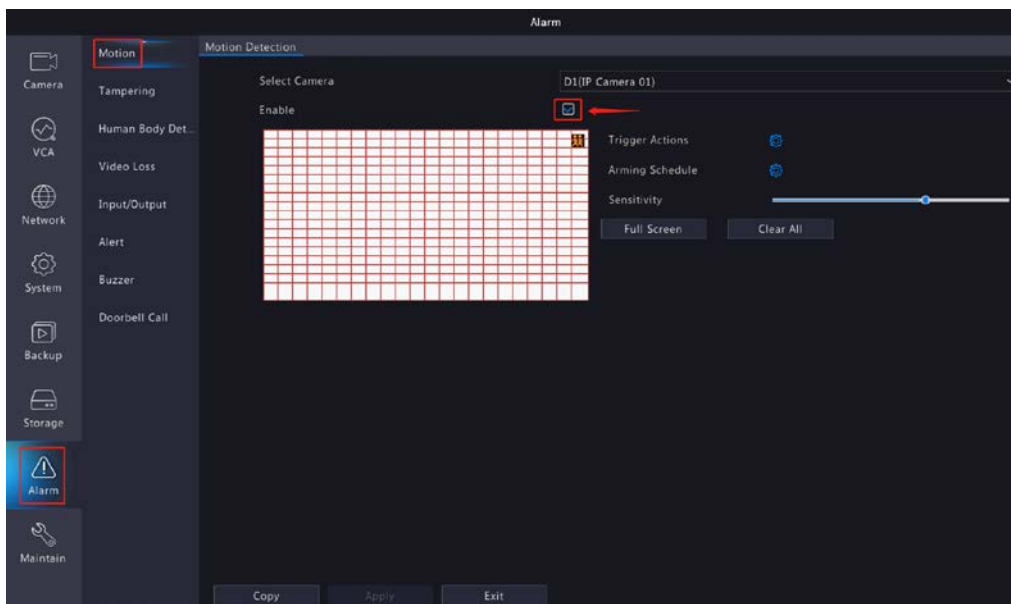 Alarm
Camera
VCA
Network
System
Backup
Storage
Alarm
Maintain
Motion
Tampering
Human Body Det...
Video Loss
Input/Output
Alert
Buzzer
Doorbell Call
Motion Detection
Select Camera
D1(IP Camera 01)
Enable
Trigger Actions
Arming Schedule
Sensitivity
Full Screen
Clear All
Copy
Apply
Exit